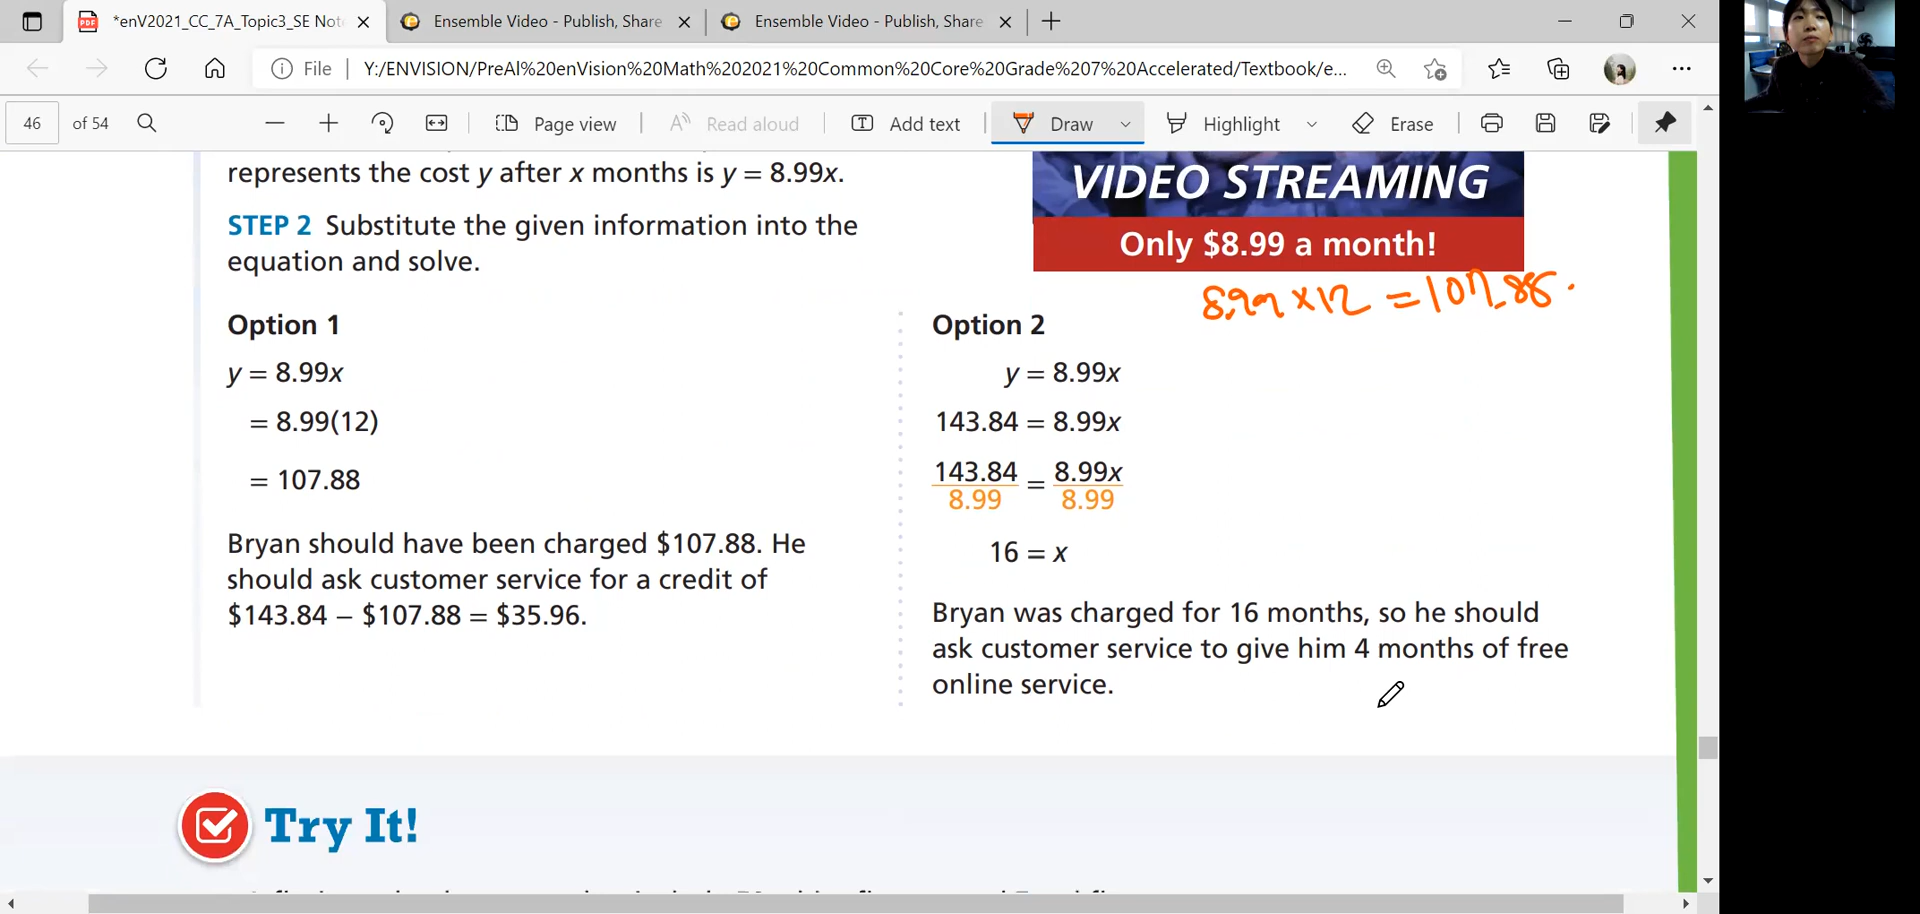 *enV2021_CC_7A_Topic3_SE Not
Ensemble Video - Publish, Share
Ensemble Video - Publish, Share
File
Y:/ENVISION/PreAl%20enVision%20Math%202021%20Common%20Core%20Grade%207%20Accelerated/Textbook/e...
46 of 54
Page view
Read aloud
Add text
Draw
Highlight
Erase
represents the cost y after x months is y = 8.99x.
STEP 2 Substitute the given information into the
equation and solve.
VIDEO STREAMING
Only $8.99 a month!
8.99 x 12 = 107.88.
Option 1
y = 8.99x
= 8.99(12)
= 107.88
Bryan should have been charged $107.88. He
should ask customer service for a credit of
$143.84 – $107.88 = $35.96.
Option 2
y = 8.99x
143.84 = 8.99x
143.84 = 8.99x
8.99 8.99
16 = x
Bryan was charged for 16 months, so he should
ask customer service to give him 4 months of free
online service.
Try It!